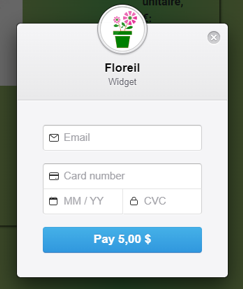 unitaire,
Floreil
Widget
Email
Card number
MM / YY
CVC
Pay 5,00 $